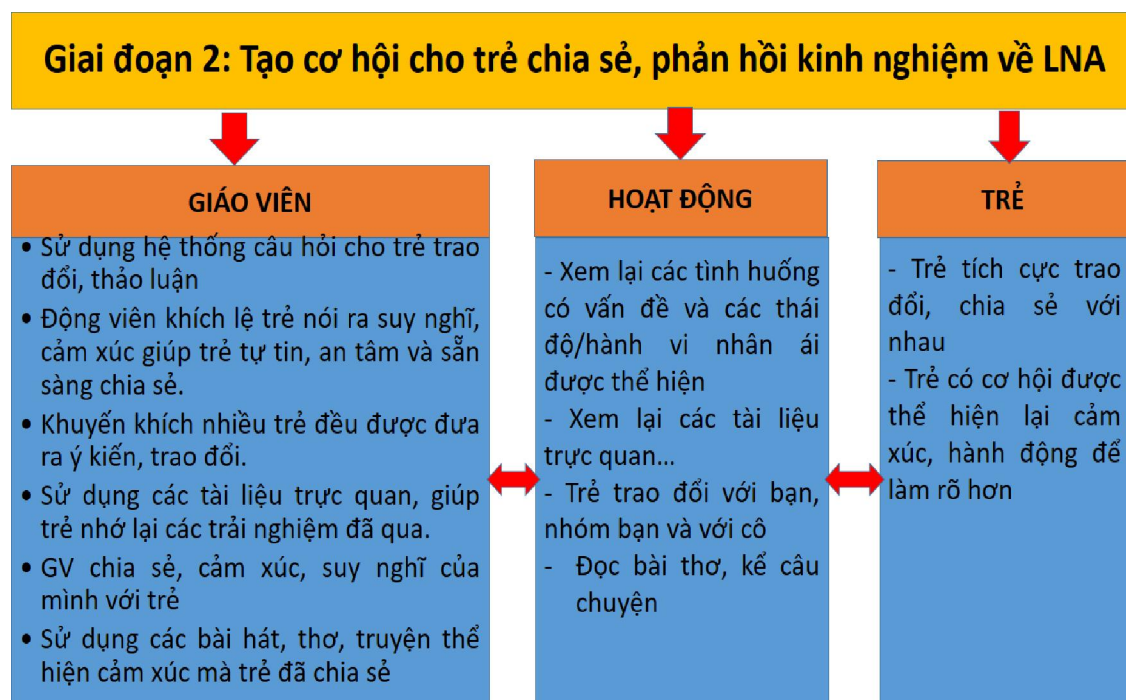 Giai đoạn 2: Tạo cơ hội cho trẻ chia sẻ, phản hồi kinh nghiệm về LNA
GIÁO VIÊN
• Sử dụng hệ thống câu hỏi cho trẻ trao
đổi, thảo luận
• Động viên khích lệ trẻ nói ra suy nghĩ,
cảm xúc giúp trẻ tự tin, an tâm và sẵn
sàng chia sẻ.
• Khuyến khích nhiều trẻ đều được đưa
ra ý kiến, trao đổi.
• Sử dụng các tài liệu trực quan, giúp
trẻ nhớ lại các trải nghiệm đã qua.
• GV chia sẻ, cảm xúc, suy nghĩ của
mình với trẻ
• Sử dụng các bài hát, thơ, truyện thể
hiện cảm xúc mà trẻ đã chia sẻ
HOẠT ĐỘNG
- Xem lại các tình huống
có vấn đề và các thái
độ/hành vi nhân ái
được thể hiện
- Xem lại các tài liệu
trực quan...
- Trẻ trao đổi với bạn,
nhóm bạn và với cô
- Đọc bài thơ, kể câu
chuyện
TRẺ
- Trẻ tích cực trao
đổi, chia sẻ với
nhau
- Trẻ có cơ hội được
thể hiện lại cảm
xúc, hành động để
làm rõ hơn